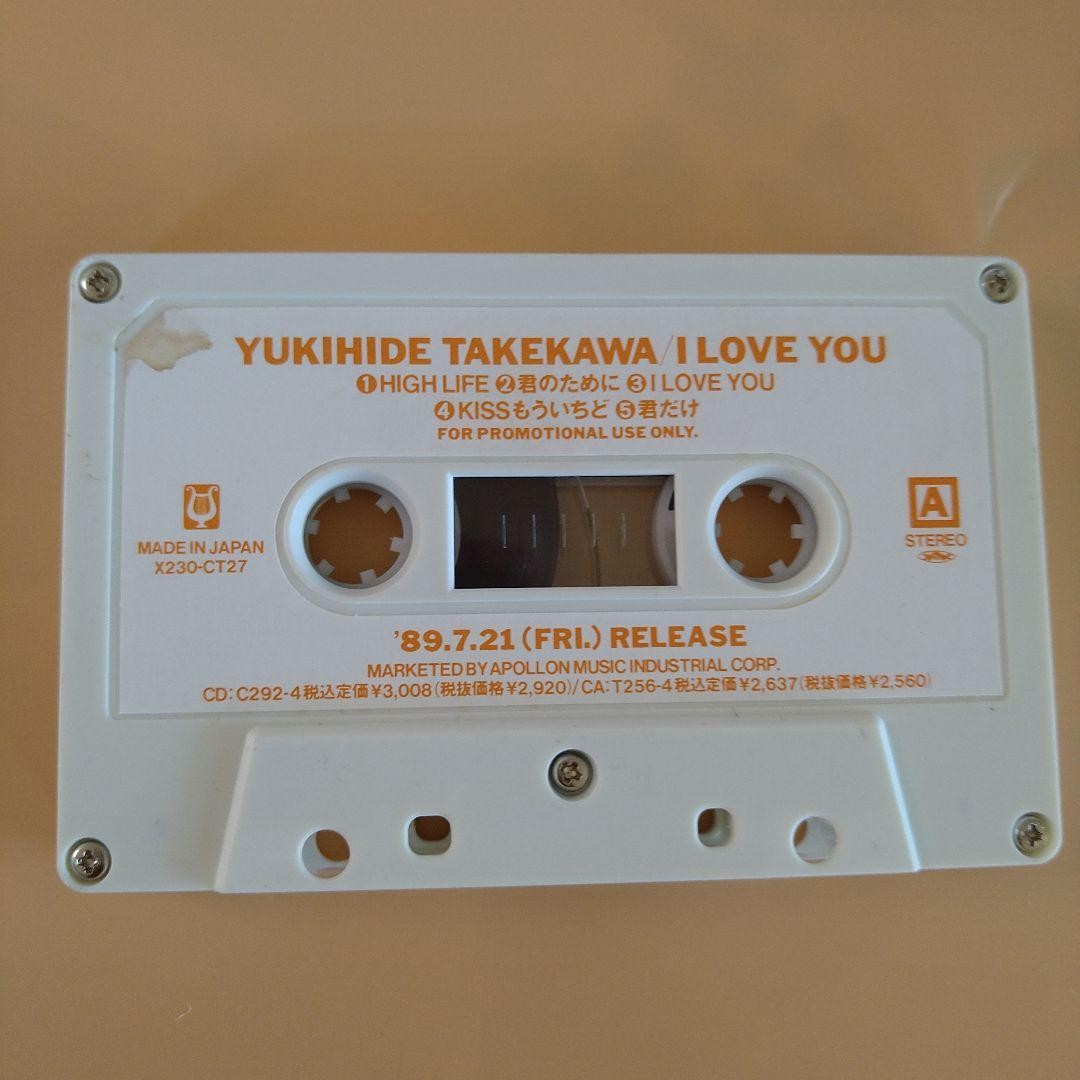 YUKIHIDE TAKEKAWA/I LOVE YOU
❶HIGH LIFE ❷君のために ❸I LOVE YOU
❹KISSもういちど ❺君だけ
FOR PROMOTIONAL USE ONLY.
MADE IN JAPAN
X230-CT27
A
STEREO
'89.7.21(FRI.) RELEASE
MARKETED BY APOLLON MUSIC INDUSTRIAL CORP.
CD:C292-4税込定価¥3,008(税抜価格¥2,920)/CA:T256-4税込定価¥2,637(税抜価格¥2,560)